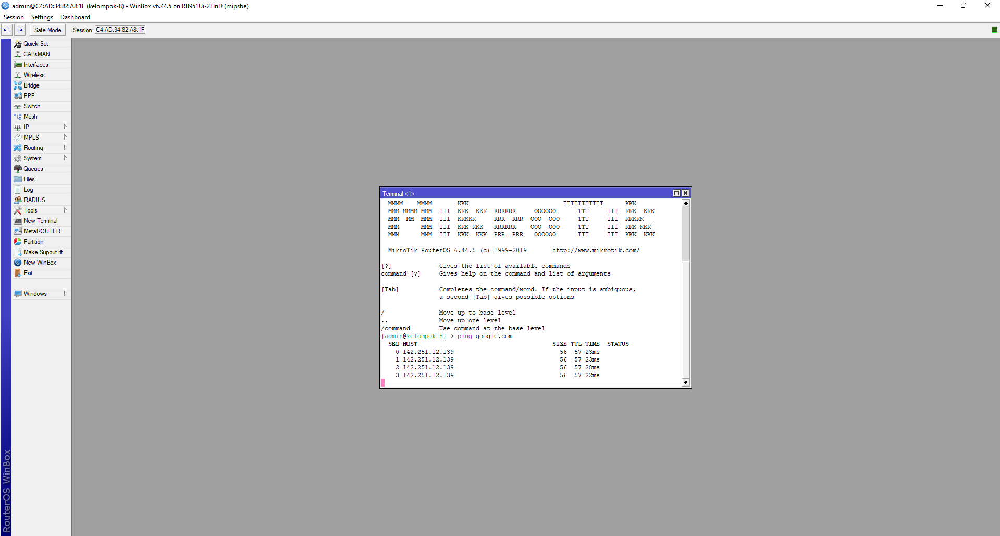 admin@C4:AD:34:82:A8:1F (kelompok-8) - WinBox v6.44.5 on RB951Ui-2HnD (mipsbe)
Session Settings Dashboard
Safe Mode Session: C4:AD:34:82:A8:1F
Quick Set
CAPsMAN
Interfaces
Wireless
Bridge
PPP
Switch
Mesh
IP
MPLS
Routing
System
Queues
Files
Log
RADIUS
Tools
New Terminal
MetaROUTER
Partition
Make Supout.rif
New WinBox
Exit
Windows
RouterOS WinBox
Terminal <1>
MMMM    MMMM       KKK                          TTTTTTTTTTT      KKK
MMM MMMM MMM  III  KKK  KKK  RRRRRR     OOOOOO      TTT     III  KKK  KKK
MMM  MM  MMM  III  KKKKK     RRR  RRR  OOO  OOO     TTT     III  KKKKK
MMM      MMM  III  KKK KKK   RRRRRR    OOO  OOO     TTT     III  KKK KKK
MMM      MMM  III  KKK  KKK  RRR  RRR   OOOOOO      TTT     III  KKK  KKK
MikroTik RouterOS 6.44.5 (c) 1999-2019       http://www.mikrotik.com/
[?]             Gives the list of available commands
command [?]     Gives help on the command and list of arguments
[Tab]           Completes the command/word. If the input is ambiguous,
a second [Tab] gives possible options
/               Move up to base level
..              Move up one level
/command        Use command at the base level
[admin@kelompok-8] > ping google.com
SEQ HOST                                     SIZE TTL TIME  STATUS
0 142.251.12.139                             56  57 23ms
1 142.251.12.139                             56  57 23ms
2 142.251.12.139                             56  57 28ms
3 142.251.12.139                             56  57 22ms